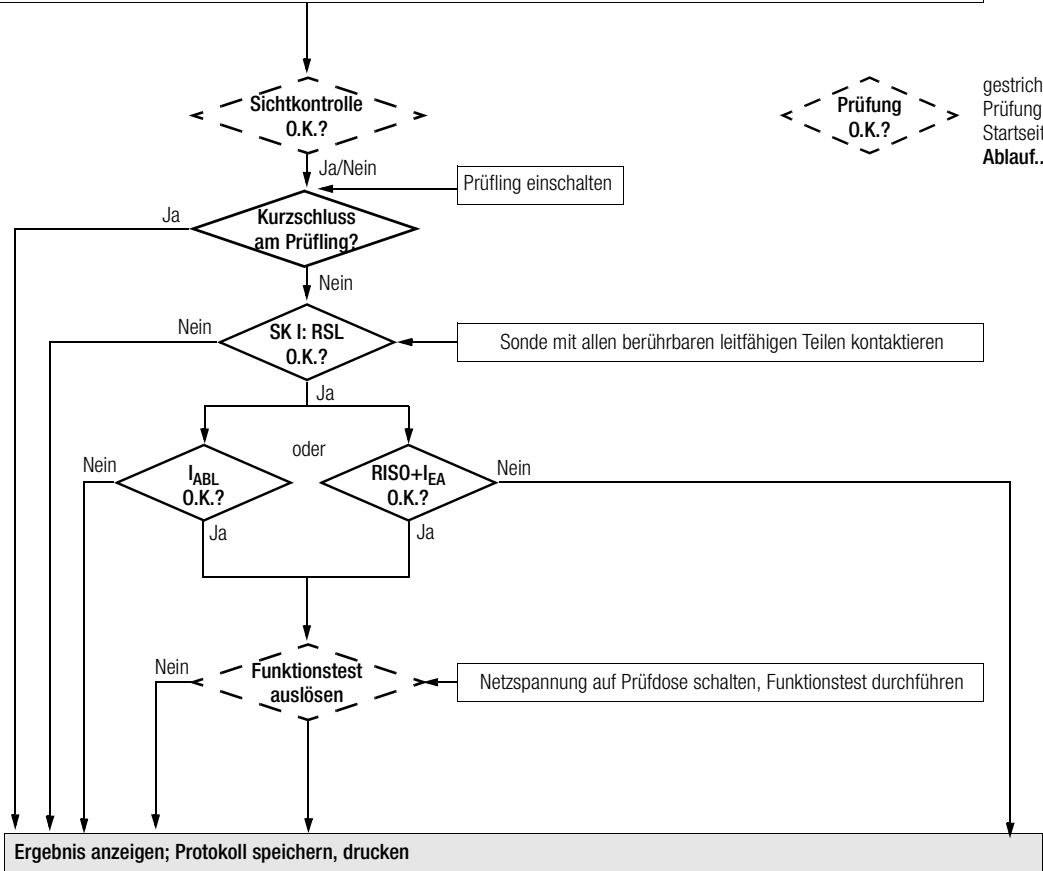 Sichtkontrolle
O.K.?
Prüfung
O.K.?
gestrich
Prüfung
Startseit
Ablauf..
Ja/Nein
Prüfling einschalten
Ja
Kurzschluss
am Prüfling?
Nein
Nein
SK I: RSL
O.K.?
Sonde mit allen berührbaren leitfähigen Teilen kontaktieren
Ja
oder
Nein
IABL
O.K.?
RISO+IEA
O.K.?
Nein
Ja
Ja
Nein
Funktionstest
auslösen
Netzspannung auf Prüfdose schalten, Funktionstest durchführen
Ergebnis anzeigen; Protokoll speichern, drucken